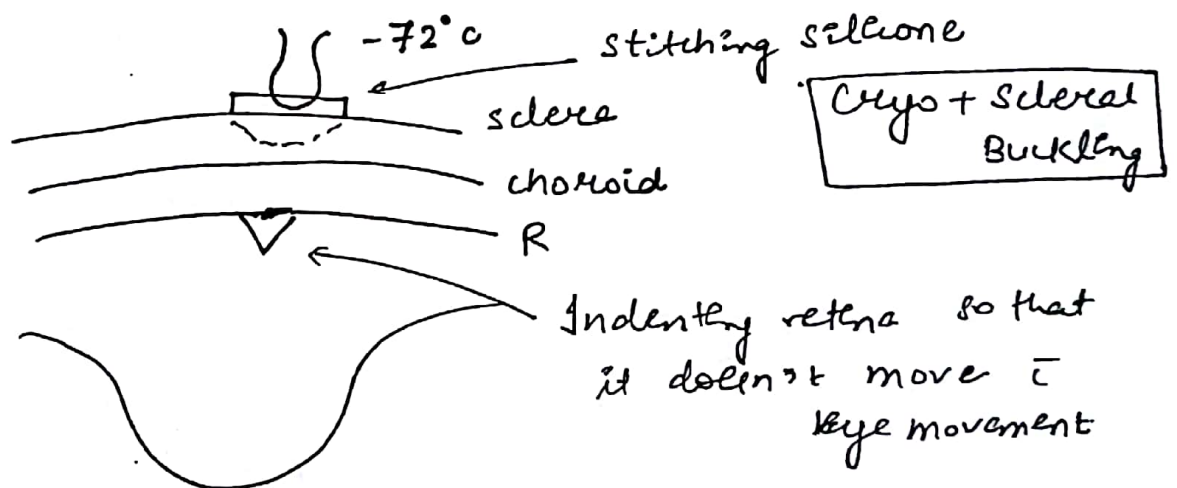 -72°C
stitching silicone
Cryo + Scleral
Buckling
sclera
choroid
R
Indenting retina so that
it doesn't move c̄
eye movement